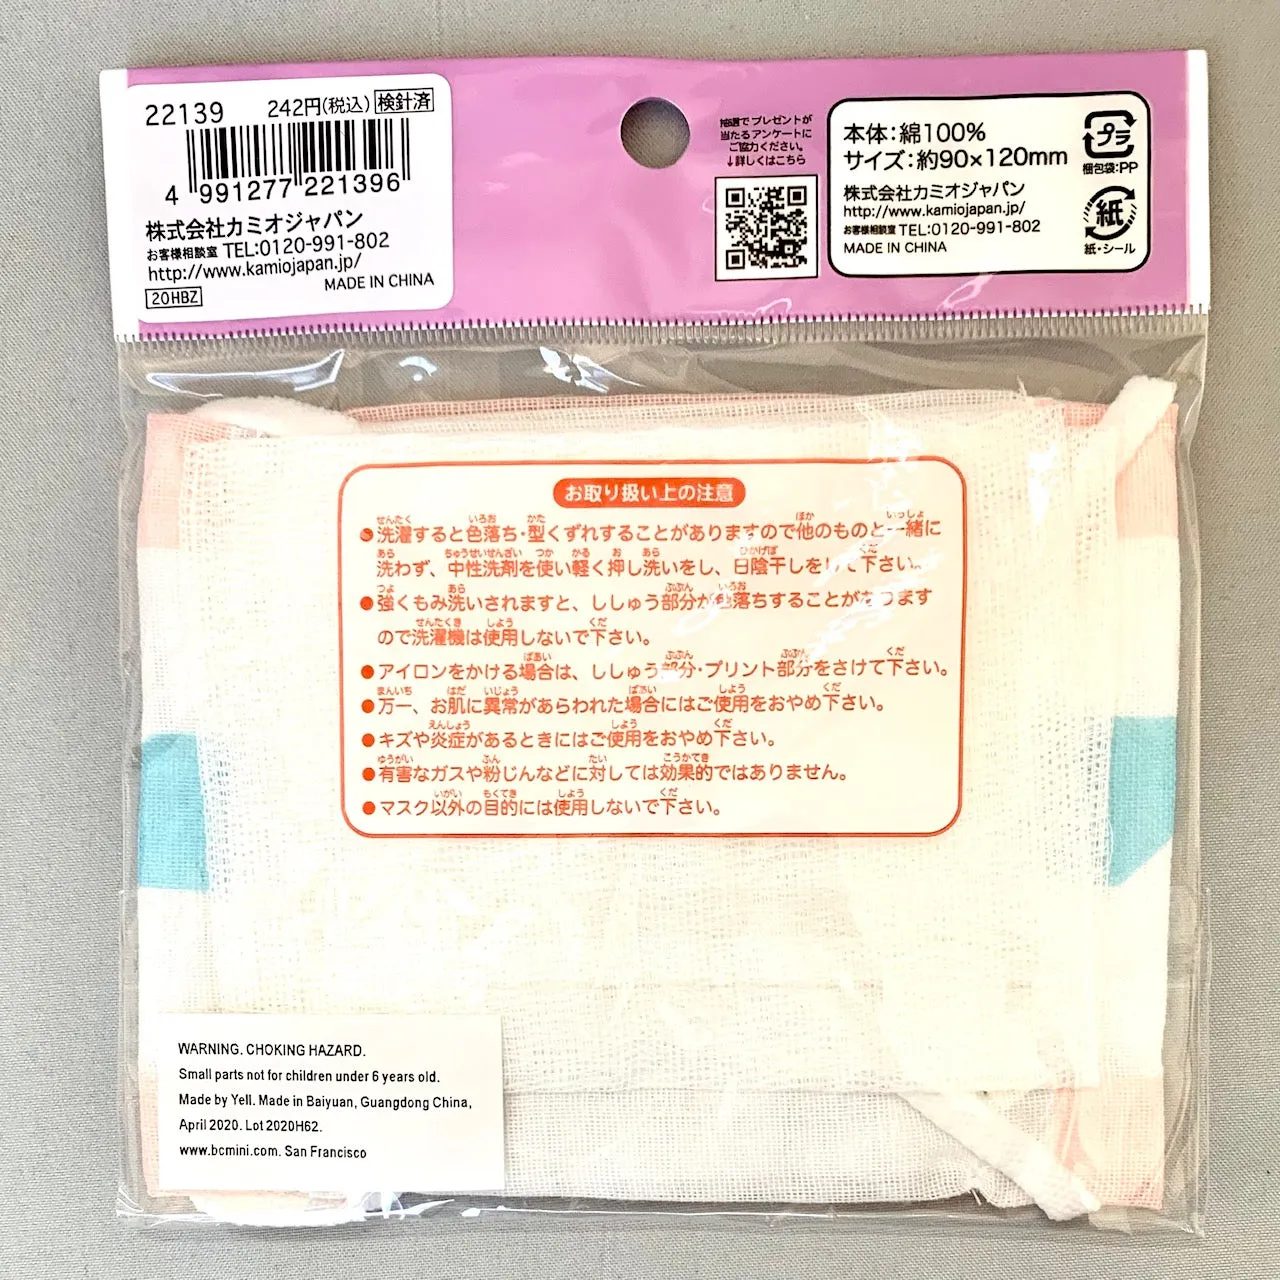 22139 242円(税込) 検針済
4 991277 221396
株式会社カミオジャパン
お客様相談室 TEL:0120-991-802
http://www.kamiojapan.jp/
MADE IN CHINA
20HBZ
抽選でプレゼントが
当たるアンケートに
ご協力ください。
↓詳しくはこちら
本体：綿100%
サイズ：約90×120mm
株式会社カミオジャパン
http://www.kamiojapan.jp/
お客様相談室 TEL:0120-991-802
MADE IN CHINA
プラ
梱包袋:PP
紙
紙・シール
お取り扱い上の注意
●洗濯すると色落ち・型くずれすることがありますので他のものと一緒に
洗わず、中性洗剤を使い軽く押し洗いをし、日陰干しをして下さい。
●強くもみ洗いされますと、ししゅう部分が色落ちすることがあります
ので洗濯機は使用しないで下さい。
●アイロンをかける場合は、ししゅう部分・プリント部分をさけて下さい。
●万一、お肌に異常があらわれた場合にはご使用をおやめ下さい。
●キズや炎症があるときにはご使用をおやめ下さい。
●有害なガスや粉じんなどに対しては効果的ではありません。
●マスク以外の目的には使用しないで下さい。
WARNING. CHOKING HAZARD.
Small parts not for children under 6 years old.
Made by Yell. Made in Baiyuan, Guangdong China,
April 2020. Lot 2020H62.
www.bcmini.com. San Francisco